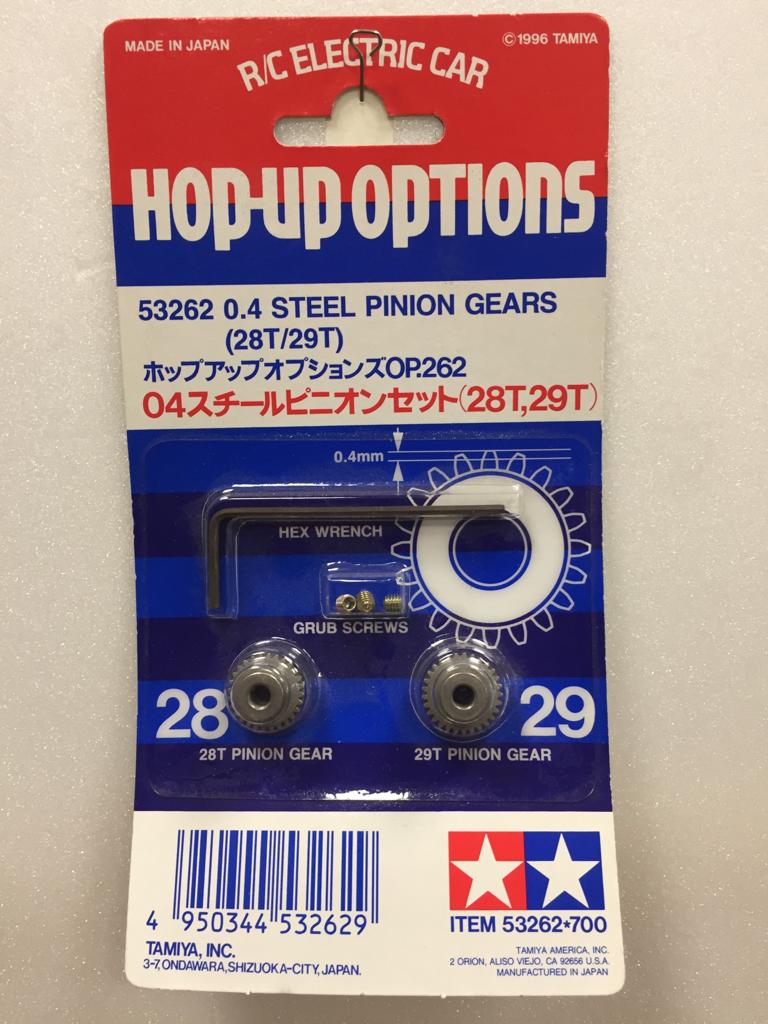 MADE IN JAPAN
©1996 TAMIYA
R/C ELECTRIC CAR
HOP-UP OPTIONS
53262 0.4 STEEL PINION GEARS
(28T/29T)
ホップアップオプションズOP.262
04スチールピニオンセット(28T,29T)
0.4mm
HEX WRENCH
GRUB SCREWS
28
29
28T PINION GEAR
29T PINION GEAR
4 950344 532629
TAMIYA, INC.
3-7, ONDAWARA, SHIZUOKA-CITY, JAPAN.
ITEM 53262*700
TAMIYA AMERICA, INC.
2 ORION, ALISO VIEJO, CA 92656 U.S.A.
MANUFACTURED IN JAPAN